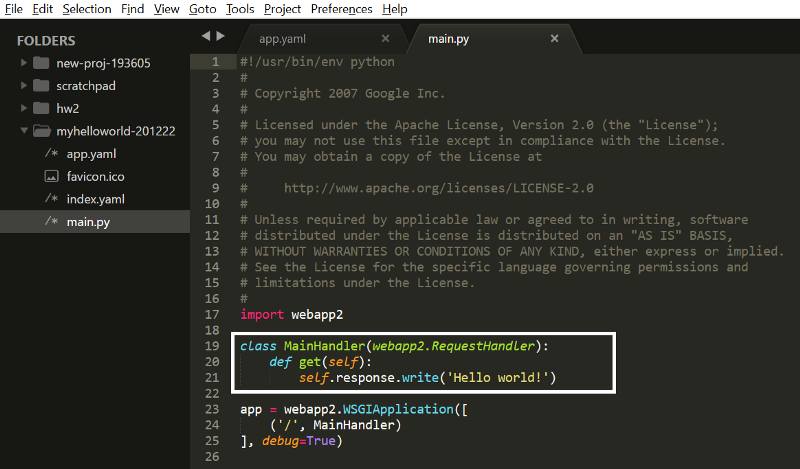 File Edit Selection Find View Goto Tools Project Preferences Help
FOLDERS
new-proj-193605
scratchpad
hw2
myhelloworld-201222
/* app.yaml
favicon.ico
/* index.yaml
/* main.py
app.yaml × main.py ×
1 #!/usr/bin/env python
2 #
3 # Copyright 2007 Google Inc.
4 #
5 # Licensed under the Apache License, Version 2.0 (the "License");
6 # you may not use this file except in compliance with the License.
7 # You may obtain a copy of the License at
8 #
9 #     http://www.apache.org/licenses/LICENSE-2.0
10 #
11 # Unless required by applicable law or agreed to in writing, software
12 # distributed under the License is distributed on an "AS IS" BASIS,
13 # WITHOUT WARRANTIES OR CONDITIONS OF ANY KIND, either express or implied.
14 # See the License for the specific language governing permissions and
15 # limitations under the License.
16 #
17 import webapp2
18
19 class MainHandler(webapp2.RequestHandler):
20     def get(self):
21         self.response.write('Hello world!')
22
23 app = webapp2.WSGIApplication([
24     ('/', MainHandler)
25 ], debug=True)
26